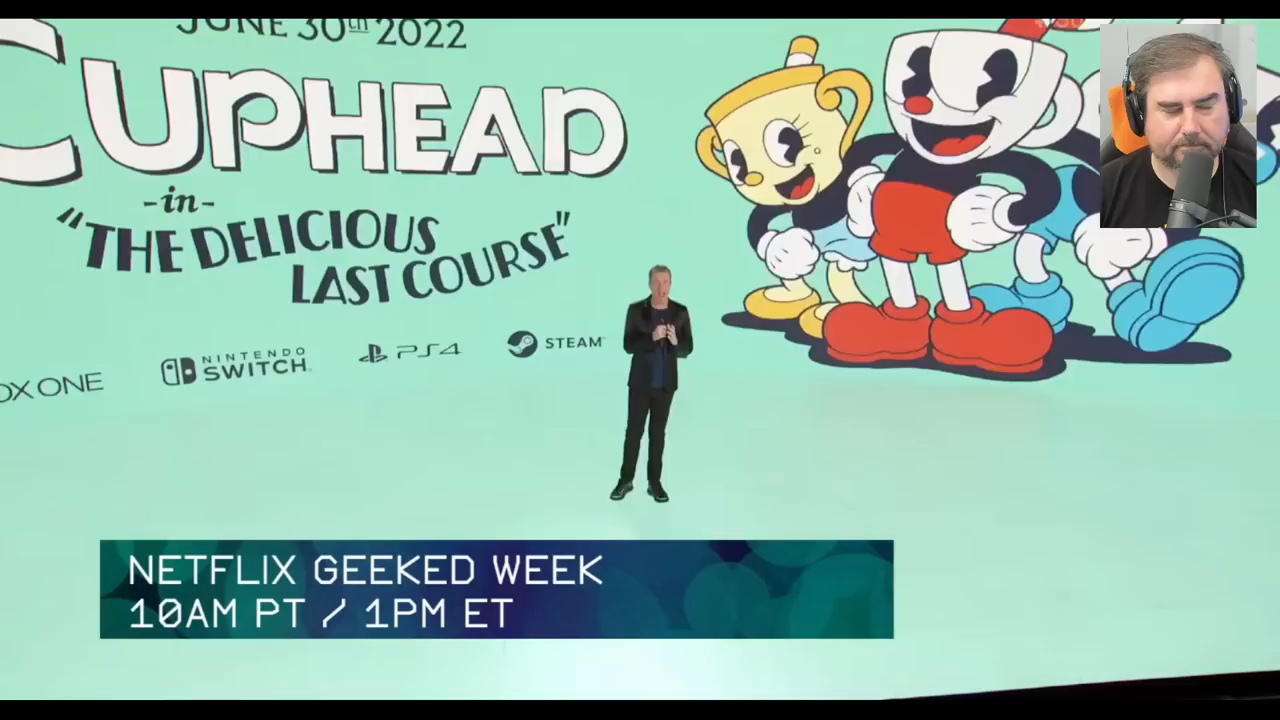 JUNE 30th 2022
CUPHEAD
-in-
"THE DELICIOUS
LAST COURSE"
OX ONE
NINTENDO
SWITCH
PS4
STEAM
NETFLIX GEEKED WEEK
10AM PT / 1PM ET